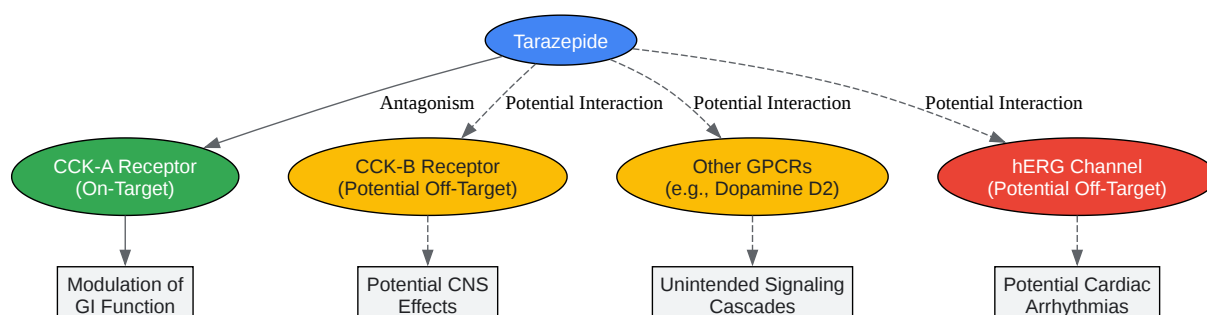 Tarazepide
Antagonism
Potential Interaction
Potential Interaction
Potential Interaction
CCK-A Receptor
(On-Target)
CCK-B Receptor
(Potential Off-Target)
Other GPCRs
(e.g., Dopamine D2)
hERG Channel
(Potential Off-Target)
Modulation of
GI Function
Potential CNS
Effects
Unintended Signaling
Cascades
Potential Cardiac
Arrhythmias